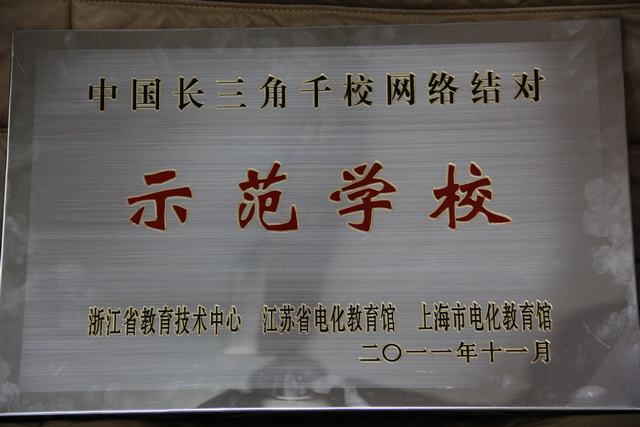 中国长三角千校网络结对
示范学校
浙江省教育技术中心 江苏省电化教育馆 上海市电化教育馆
二〇一一年十一月